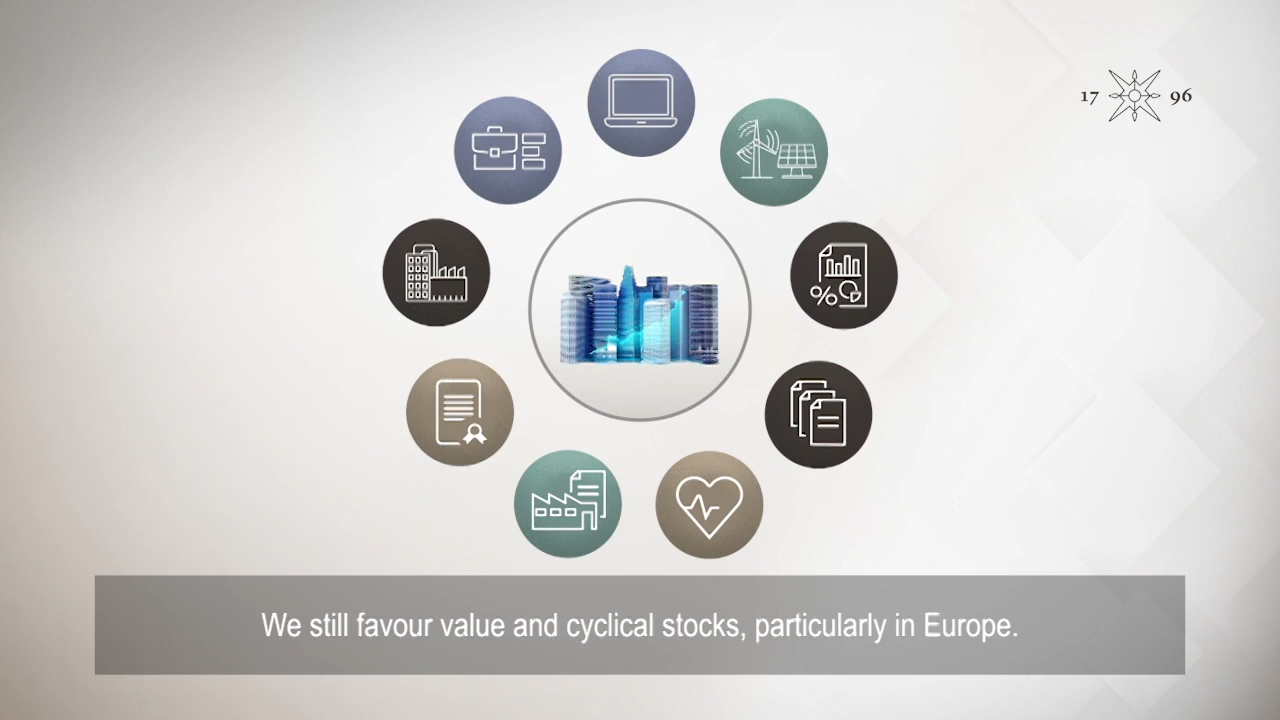 17 96
%
We still favour value and cyclical stocks, particularly in Europe.